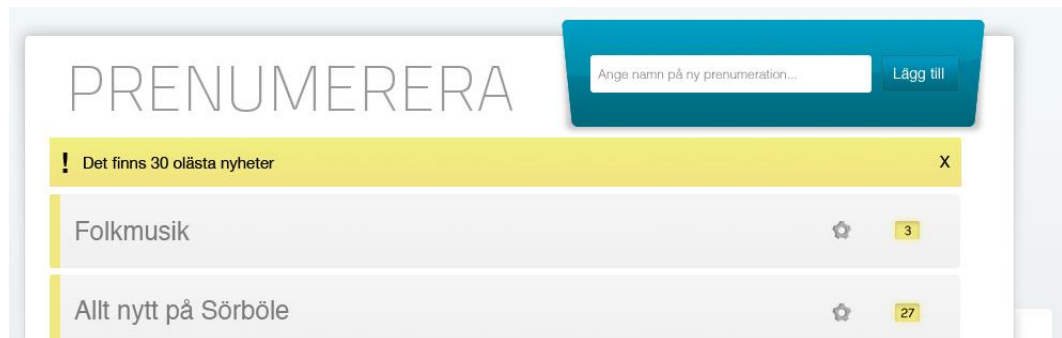 PRENUMERERA
Ange namn på ny prenumeration...
Lägg till
! Det finns 30 olästa nyheter X
Folkmusik 3
Allt nytt på Sörböle 27